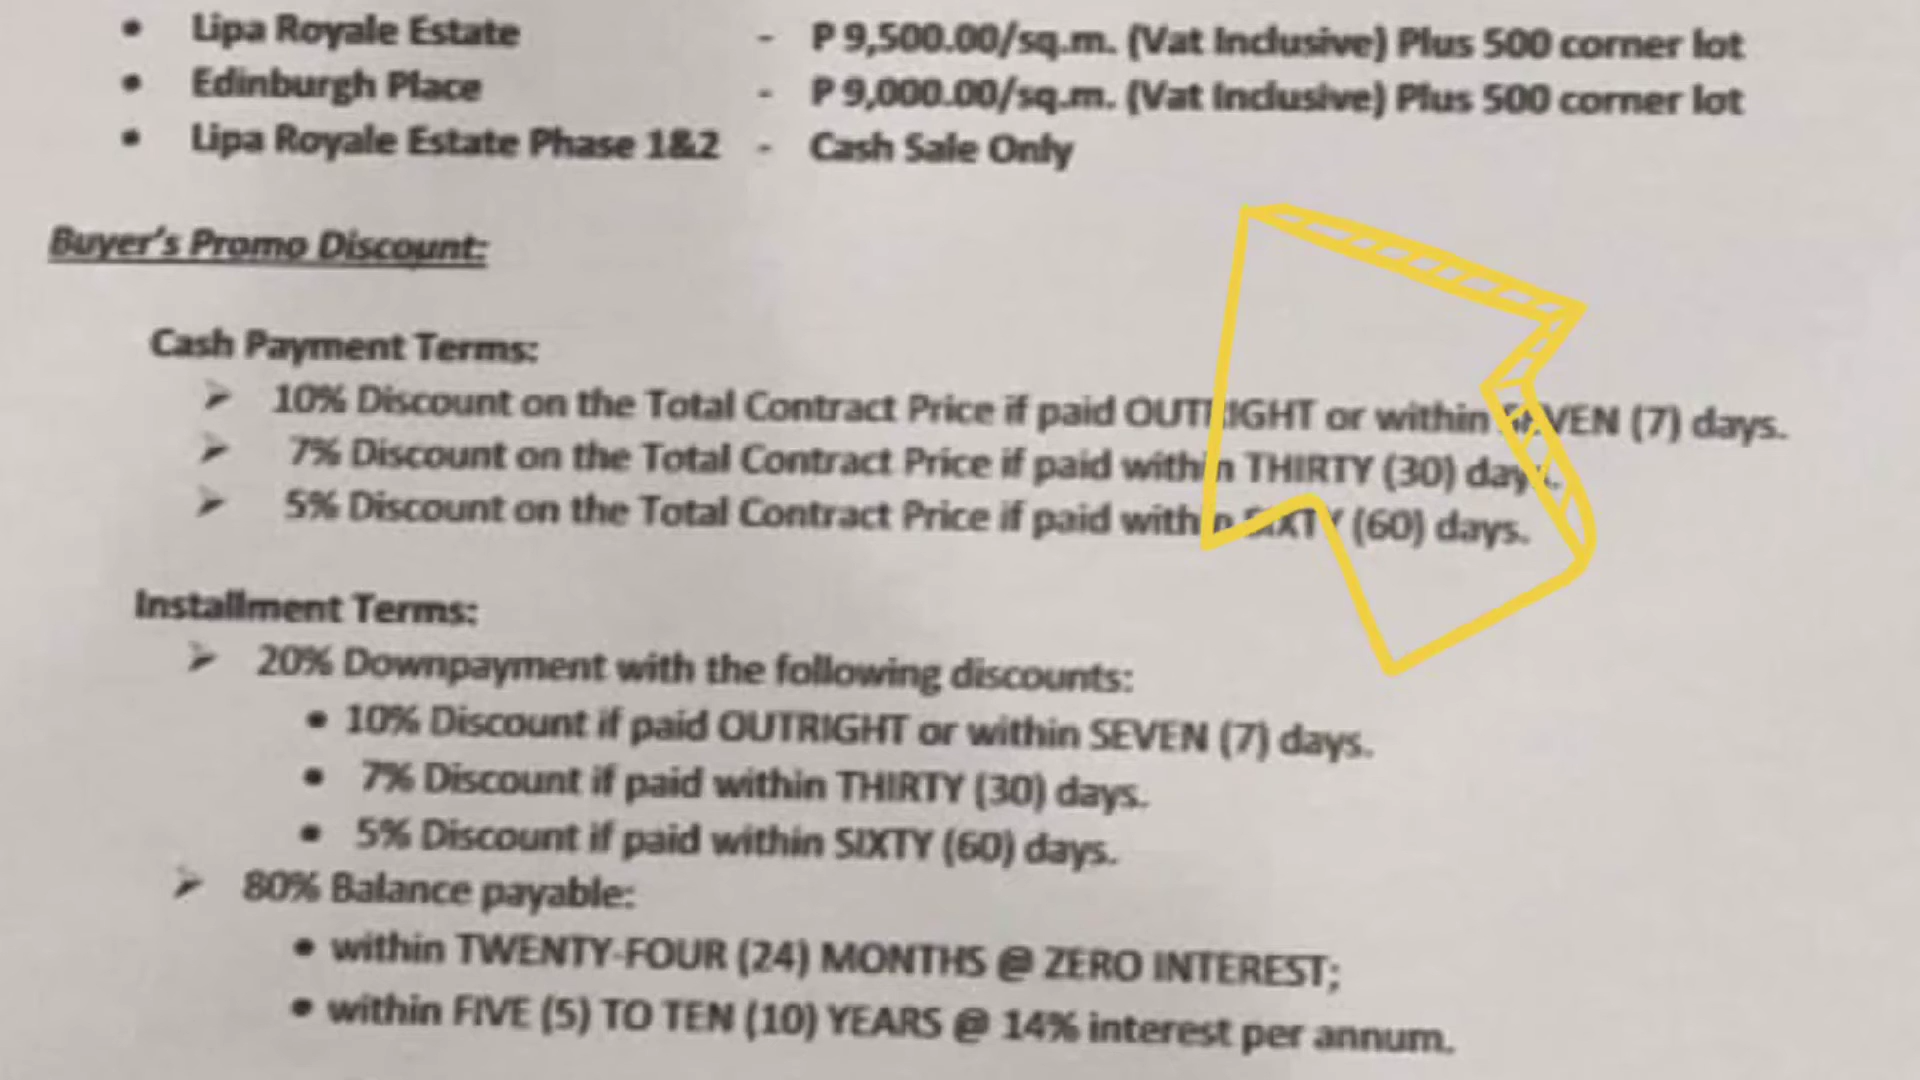 • Lipa Royale Estate - P 9,500.00/sq.m. (Vat Inclusive) Plus 500 corner lot
• Edinburgh Place - P 9,000.00/sq.m. (Vat Inclusive) Plus 500 corner lot
• Lipa Royale Estate Phase 1&2 - Cash Sale Only
Buyer's Promo Discount:
Cash Payment Terms:
➤ 10% Discount on the Total Contract Price if paid OUTRIGHT or within SEVEN (7) days.
➤ 7% Discount on the Total Contract Price if paid within THIRTY (30) days.
➤ 5% Discount on the Total Contract Price if paid within SIXTY (60) days.
Installment Terms:
➤ 20% Downpayment with the following discounts:
• 10% Discount if paid OUTRIGHT or within SEVEN (7) days.
• 7% Discount if paid within THIRTY (30) days.
• 5% Discount if paid within SIXTY (60) days.
➤ 80% Balance payable:
• within TWENTY-FOUR (24) MONTHS @ ZERO INTEREST;
• within FIVE (5) TO TEN (10) YEARS @ 14% interest per annum.